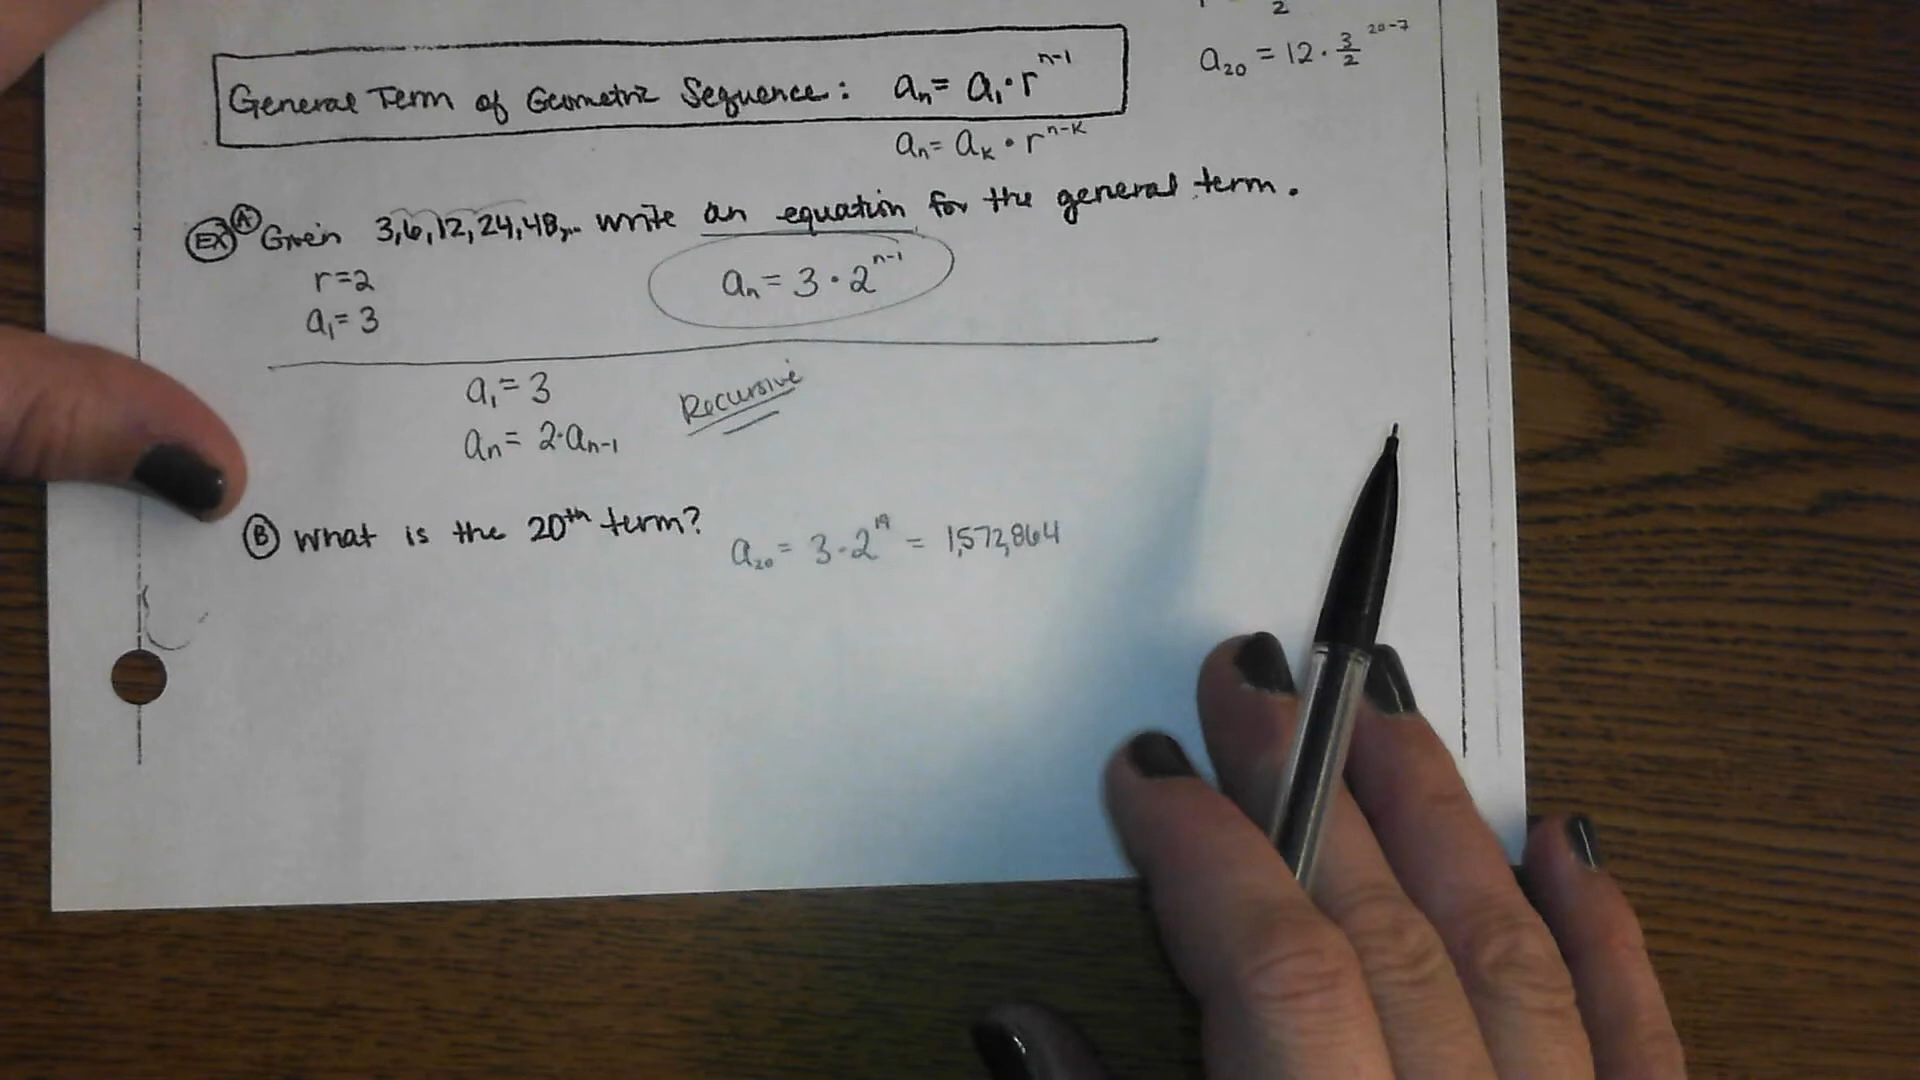 2
a₂₀ = 12 · 3/2 ²⁰⁻⁷
General Term of Geometric Sequence: aₙ = a₁ · rⁿ⁻¹
aₙ = aₖ · rⁿ⁻ᵏ
EX A Given 3, 6, 12, 24, 48, ... write an equation for the general term.
r = 2
aₙ = 3 · 2ⁿ⁻¹
a₁ = 3
a₁ = 3
Recursive
aₙ = 2 · aₙ₋₁
B What is the 20th term? a₂₀ = 3 · 2¹⁹ = 1,572,864